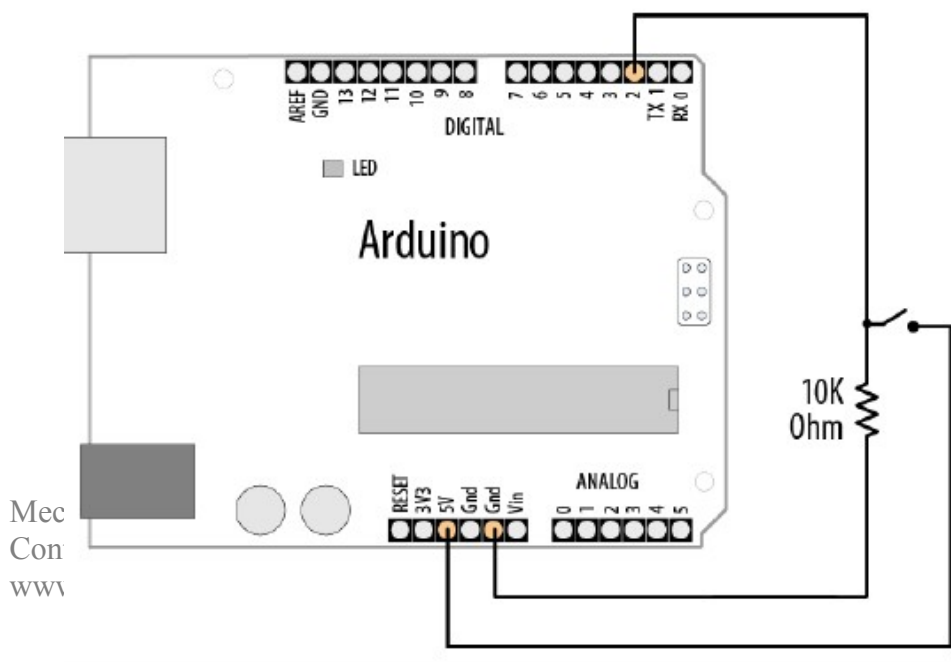 AREF GND 13 12 11 10 9 8 7 6 5 4 3 2 TX 1 RX 0
DIGITAL
LED
Arduino
10K
Ohm
ANALOG
RESET 3V3 5V Gnd Gnd Vin 0 1 2 3 4 5